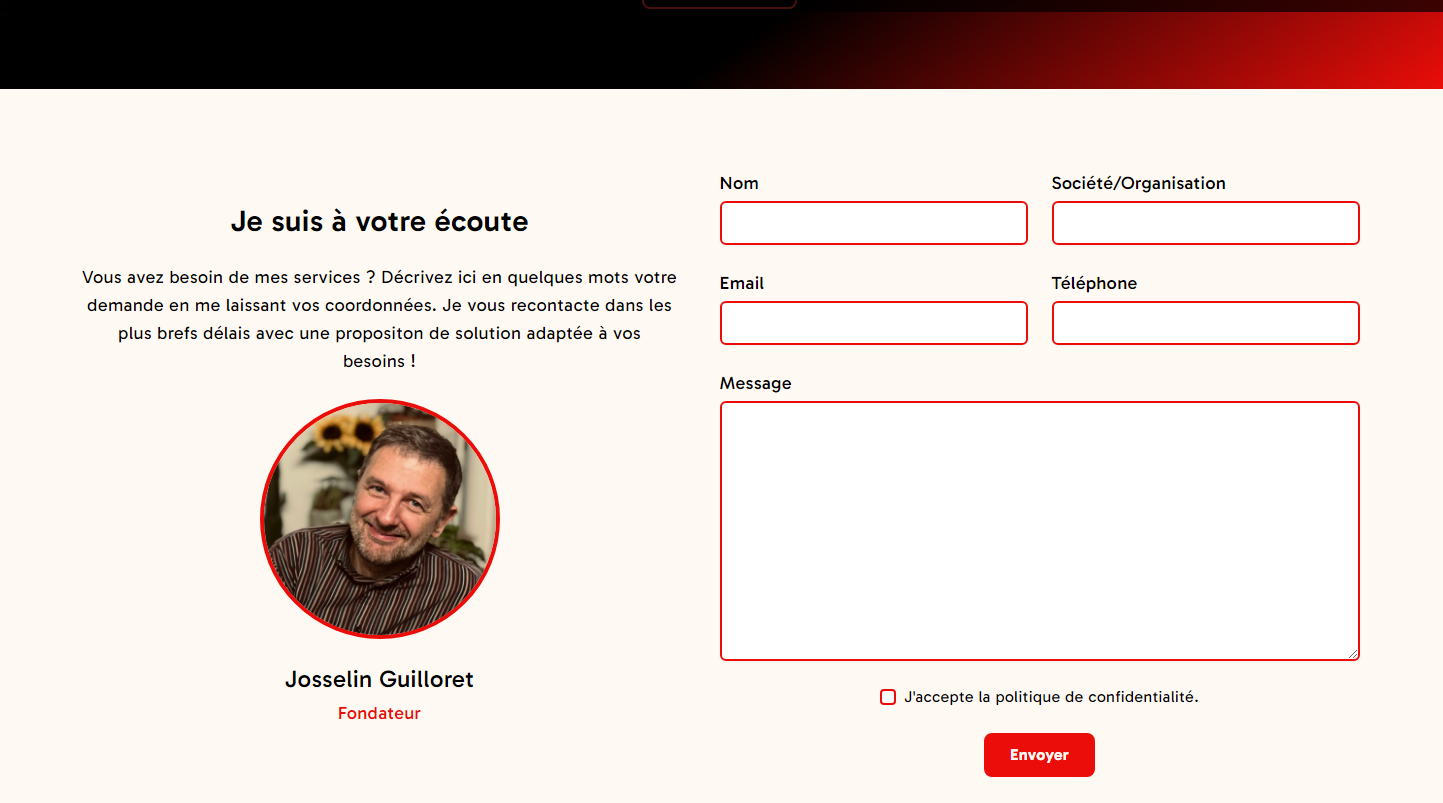 Je suis à votre écoute
Vous avez besoin de mes services ? Décrivez ici en quelques mots votre
demande en me laissant vos coordonnées. Je vous recontacte dans les
plus brefs délais avec une propositon de solution adaptée à vos
besoins !
Josselin Guilloret
Fondateur
Nom
Société/Organisation
Email
Téléphone
Message
J'accepte la politique de confidentialité.
Envoyer